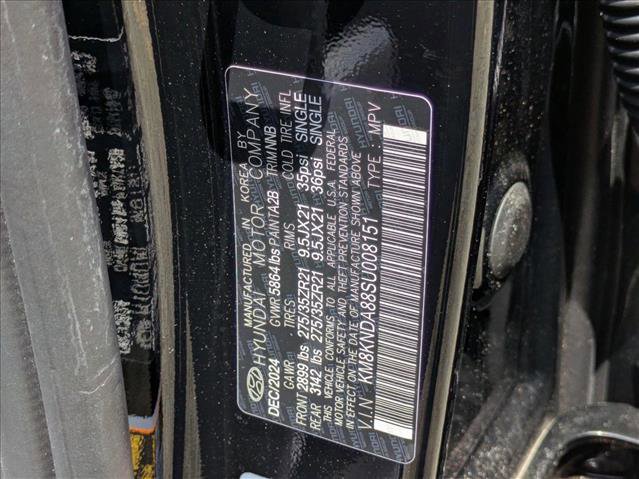 MANUFACTURED IN KOREA BY
HYUNDAI MOTOR COMPANY
DEC/2024 GVWR 5864 lbs PAINT A2B TRIM NNB
GAWR TIRES RIMS COLD TIRE INFL
FRONT 2899 lbs 275/35ZR21 9.5JX21 35psi SINGLE
REAR 3142 lbs 275/35ZR21 9.5JX21 36psi SINGLE
THIS VEHICLE CONFORMS TO ALL APPLICABLE U.S.A. FEDERAL
MOTOR VEHICLE SAFETY AND THEFT PREVENTION STANDARDS
IN EFFECT ON THE DATE OF MANUFACTURE SHOWN ABOVE
V.I.N : KM8KNDA88SU008151 TYPE : MPV